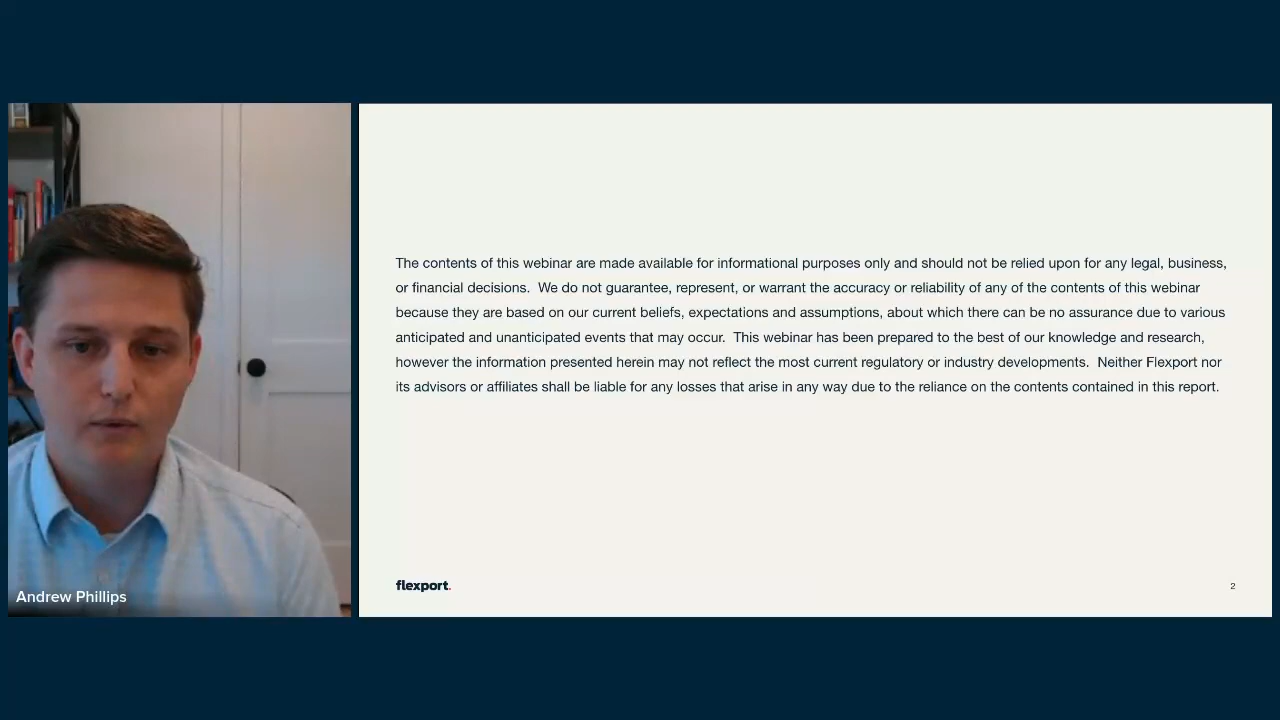 The contents of this webinar are made available for informational purposes only and should not be relied upon for any legal, business,
or financial decisions.  We do not guarantee, represent, or warrant the accuracy or reliability of any of the contents of this webinar
because they are based on our current beliefs, expectations and assumptions, about which there can be no assurance due to various
anticipated and unanticipated events that may occur.  This webinar has been prepared to the best of our knowledge and research,
however the information presented herein may not reflect the most current regulatory or industry developments.  Neither Flexport nor
its advisors or affiliates shall be liable for any losses that arise in any way due to the reliance on the contents contained in this report.
Andrew Phillips
flexport.
2